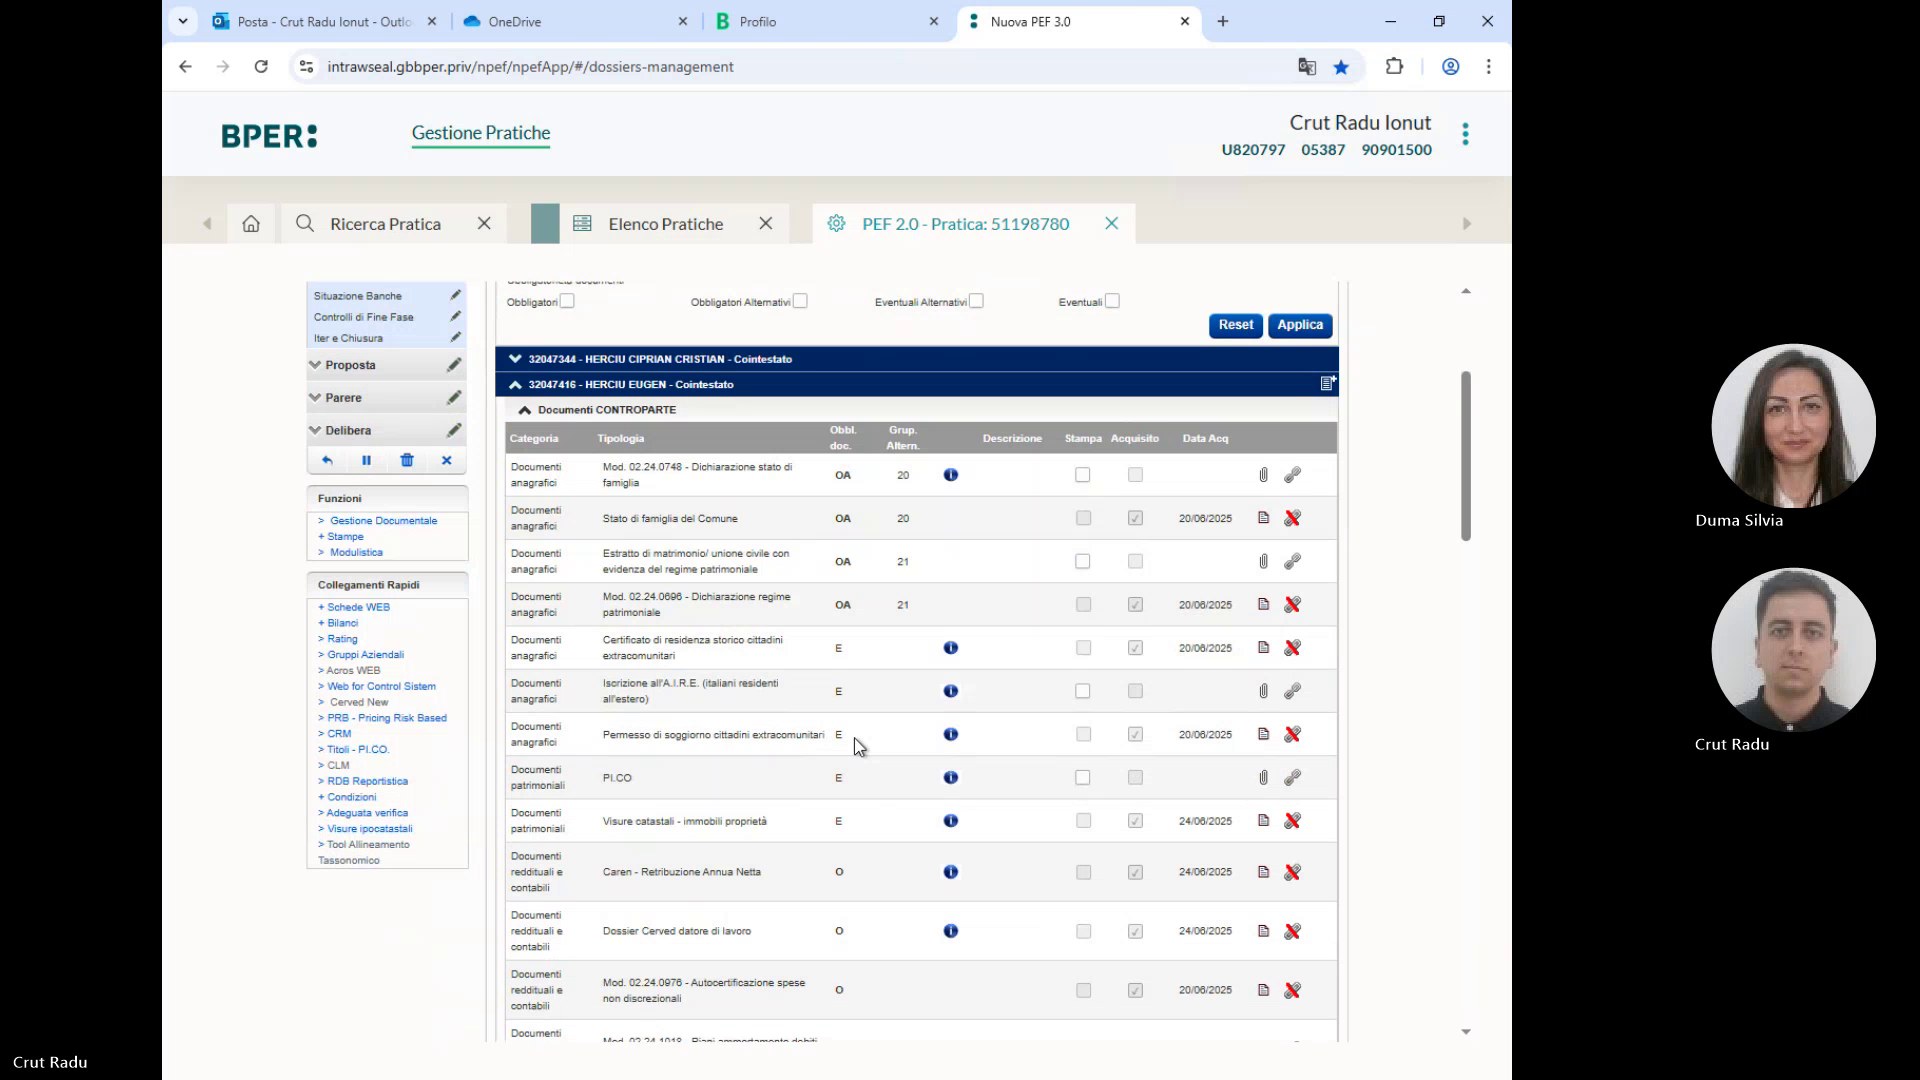 Posta - Crut Radu Ionut - Outlo
OneDrive
Profilo
Nuova PEF 3.0
intrawseal.gbbper.priv/npef/npefApp/#/dossiers-management
BPER:
Gestione Pratiche
Crut Radu Ionut
U820797 05387 90901500
Ricerca Pratica
Elenco Pratiche
PEF 2.0 - Pratica: 51198780
Situazione Banche
Controlli di Fine Fase
Iter e Chiusura
Proposta
Parere
Delibera
Funzioni
> Gestione Documentale
+ Stampe
> Modulistica
Collegamenti Rapidi
+ Schede WEB
+ Bilanci
> Rating
> Gruppi Aziendali
> Acros WEB
> Web for Control Sistem
> Cerved New
> PRB - Pricing Risk Based
> CRM
> Titoli - PI.CO.
> CLM
> RDB Reportistica
+ Condizioni
> Adeguata verifica
> Visure ipocatastali
> Tool Allineamento
Tassonomico
Obbligatori
Obbligatori Alternativi
Eventuali Alternativi
Eventuali
Reset
Applica
32047344 - HERCIU CIPRIAN CRISTIAN - Cointestato
32047416 - HERCIU EUGEN - Cointestato
Documenti CONTROPARTE
Categoria Tipologia Obbl. doc. Grup. Altern. Descrizione Stampa Acquisito Data Acq
Documenti anagrafici Mod. 02.24.0748 - Dichiarazione stato di famiglia OA 20
Documenti anagrafici Stato di famiglia del Comune OA 20 20/06/2025
Documenti anagrafici Estratto di matrimonio/ unione civile con evidenza del regime patrimoniale OA 21
Documenti anagrafici Mod. 02.24.0696 - Dichiarazione regime patrimoniale OA 21 20/06/2025
Documenti anagrafici Certificato di residenza storico cittadini extracomunitari E 20/06/2025
Documenti anagrafici Iscrizione all'A.I.R.E. (italiani residenti all'estero) E
Documenti anagrafici Permesso di soggiorno cittadini extracomunitari E 20/06/2025
Documenti patrimoniali PI.CO E
Documenti patrimoniali Visure catastali - immobili proprietà E 24/06/2025
Documenti reddituali e contabili Caren - Retribuzione Annua Netta O 24/06/2025
Documenti reddituali e contabili Dossier Cerved datore di lavoro O 24/06/2025
Documenti reddituali e contabili Mod. 02.24.0976 - Autocertificazione spese non discrezionali O 20/06/2025
Documenti
Duma Silvia
Crut Radu
Crut Radu